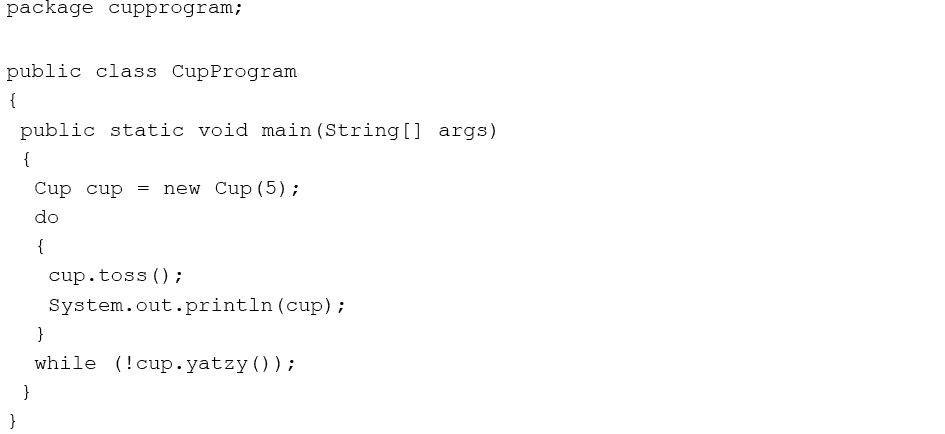 package cupprogram;
public class CupProgram
{
public static void main(String[] args)
{
Cup cup = new Cup(5);
do
{
cup.toss();
System.out.println(cup);
}
while (!cup.yatzy());
}
}